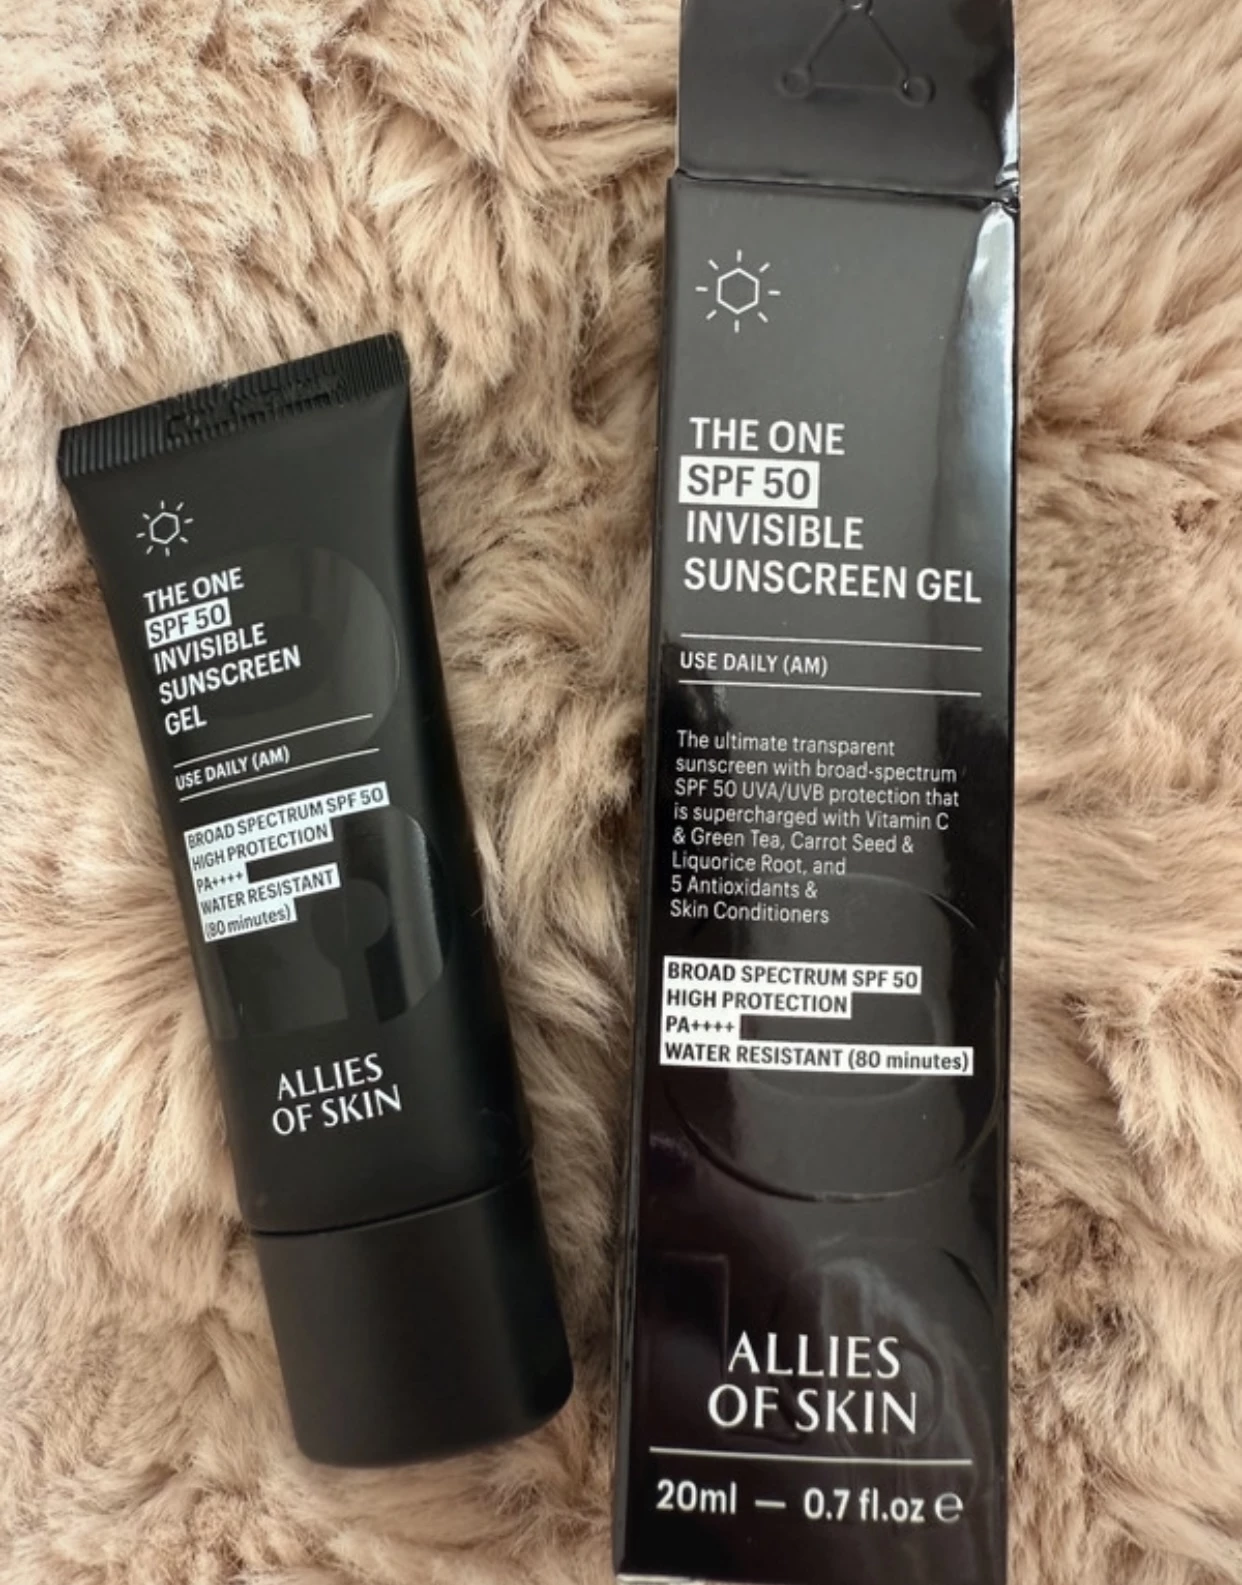 THE ONE
SPF 50
INVISIBLE
SUNSCREEN
GEL
USE DAILY (AM)
BROAD SPECTRUM SPF 50
HIGH PROTECTION
PA++++
WATER RESISTANT
(80 minutes)
ALLIES
OF SKIN
THE ONE
SPF 50
INVISIBLE
SUNSCREEN GEL
USE DAILY (AM)
The ultimate transparent
sunscreen with broad-spectrum
SPF 50 UVA/UVB protection that
is supercharged with Vitamin C
& Green Tea, Carrot Seed &
Liquorice Root, and
5 Antioxidants &
Skin Conditioners
BROAD SPECTRUM SPF 50
HIGH PROTECTION
PA++++
WATER RESISTANT (80 minutes)
ALLIES
OF SKIN
20ml — 0.7 fl.oz ℮